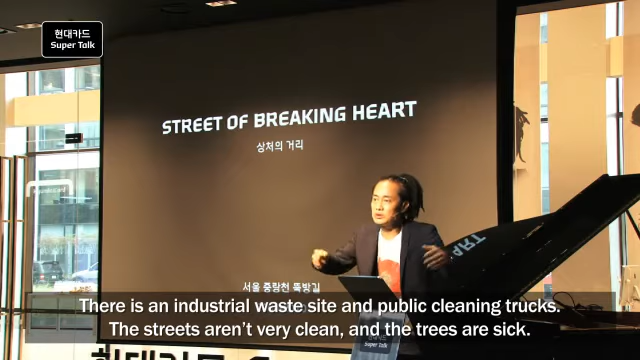 현대카드
Super Talk
STREET OF BREAKING HEART
상처의 거리
서울 중랑천 뚝방길
There is an industrial waste site and public cleaning trucks.
The streets aren't very clean, and the trees are sick.
ART